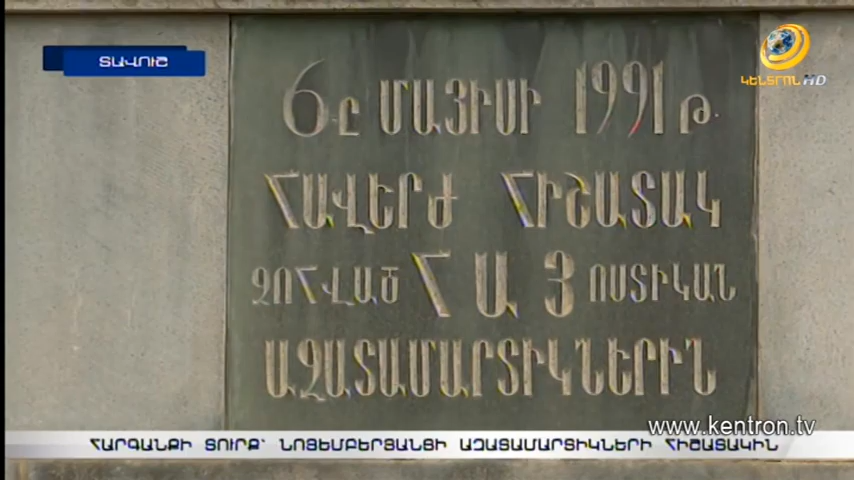 ՏԱՎՈՒՇ
ԿԵՆՏՐՈՆ HD
6-Ը ՄԱՅԻՍԻ 1991 Թ.
ՀԱՎԵՐԺ ՀԻՇԱՏԱԿ
ԶՈՀՎԱԾ ՀԱՅ ՈՍՏԻԿԱՆ
ԱԶԱՏԱՄԱՐՏԻԿՆԵՐԻՆ
www.kentron.tv
ՀԱՐԳԱՆՔԻ ՏՈՒՐՔ՝ ՆՈՅԵՄԲԵՐՅԱՆՑԻ ԱԶԱՏԱՄԱՐՏԻԿՆԵՐԻ ՀԻՇԱՏԱԿԻՆ